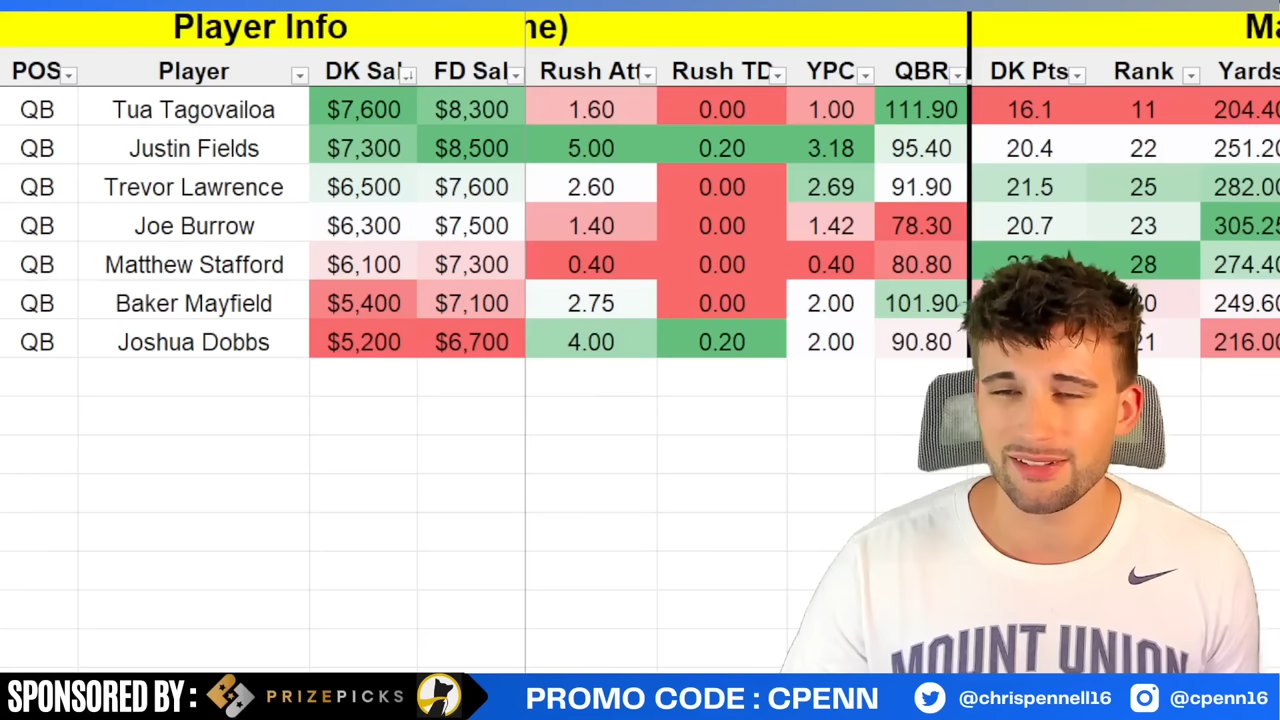 Player Info ne) Ma
POS Player DK Sal FD Sal Rush Att Rush TD YPC QBR DK Pts Rank Yards
QB Tua Tagovailoa $7,600 $8,300 1.60 0.00 1.00 111.90 16.1 11 204.40
QB Justin Fields $7,300 $8,500 5.00 0.20 3.18 95.40 20.4 22 251.20
QB Trevor Lawrence $6,500 $7,600 2.60 0.00 2.69 91.90 21.5 25 282.00
QB Joe Burrow $6,300 $7,500 1.40 0.00 1.42 78.30 20.7 23 305.25
QB Matthew Stafford $6,100 $7,300 0.40 0.00 0.40 80.80 28 274.40
QB Baker Mayfield $5,400 $7,100 2.75 0.00 2.00 101.90 249.60
QB Joshua Dobbs $5,200 $6,700 4.00 0.20 2.00 90.80 21 216.00
MOUNT UNION
SPONSORED BY : PRIZEPICKS PROMO CODE : CPENN @chrispennell16 @cpenn16